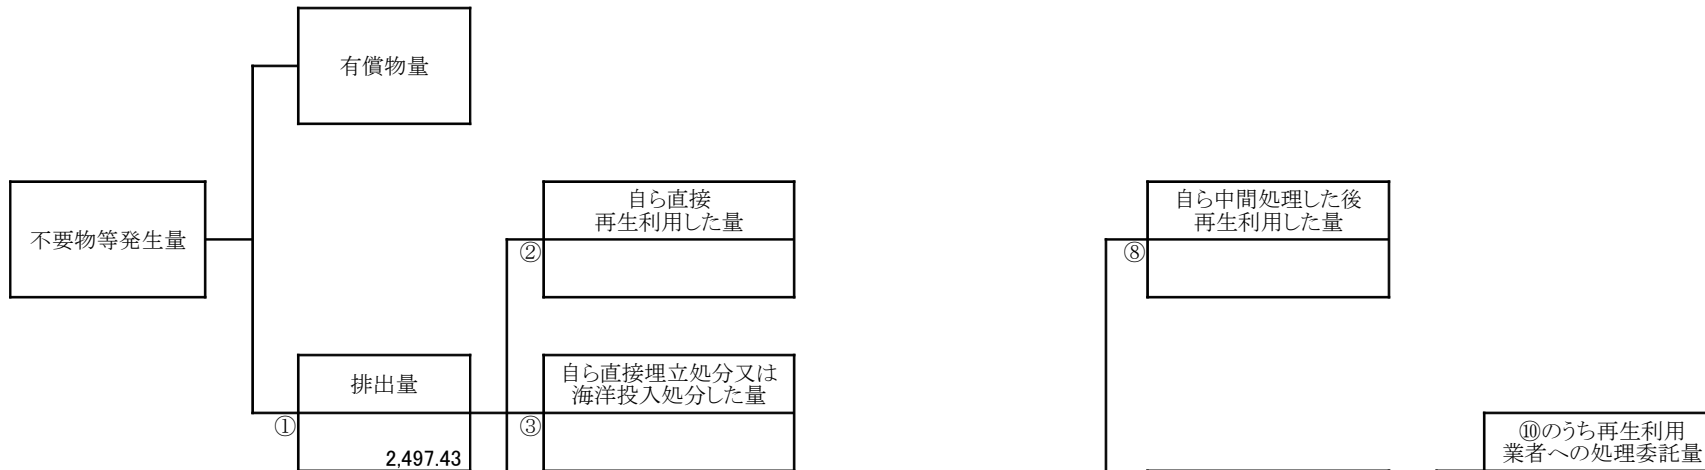 有償物量
不要物等発生量
自ら直接
再生利用した量
②
自ら中間処理した後
再生利用した量
⑧
排出量
①
2,497.43
自ら直接埋立処分又は
海洋投入処分した量
③
⑩のうち再生利用
業者への処理委託量